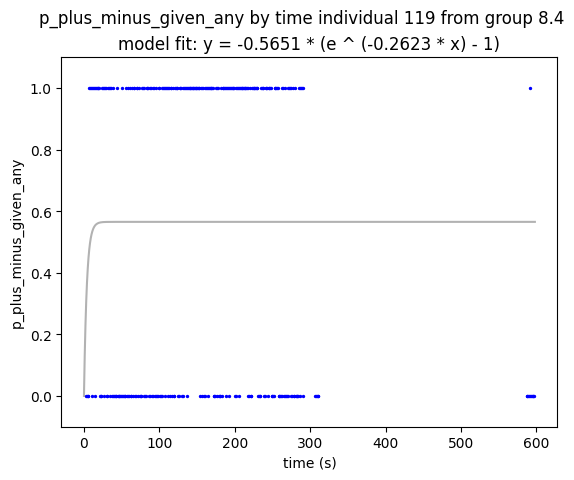 p_plus_minus_given_any by time individual 119 from group 8.4
model fit: y = -0.5651 * (e ^ (-0.2623 * x) - 1)
p_plus_minus_given_any
1.0
0.8
0.6
0.4
0.2
0.0
0 100 200 300 400 500 600
time (s)